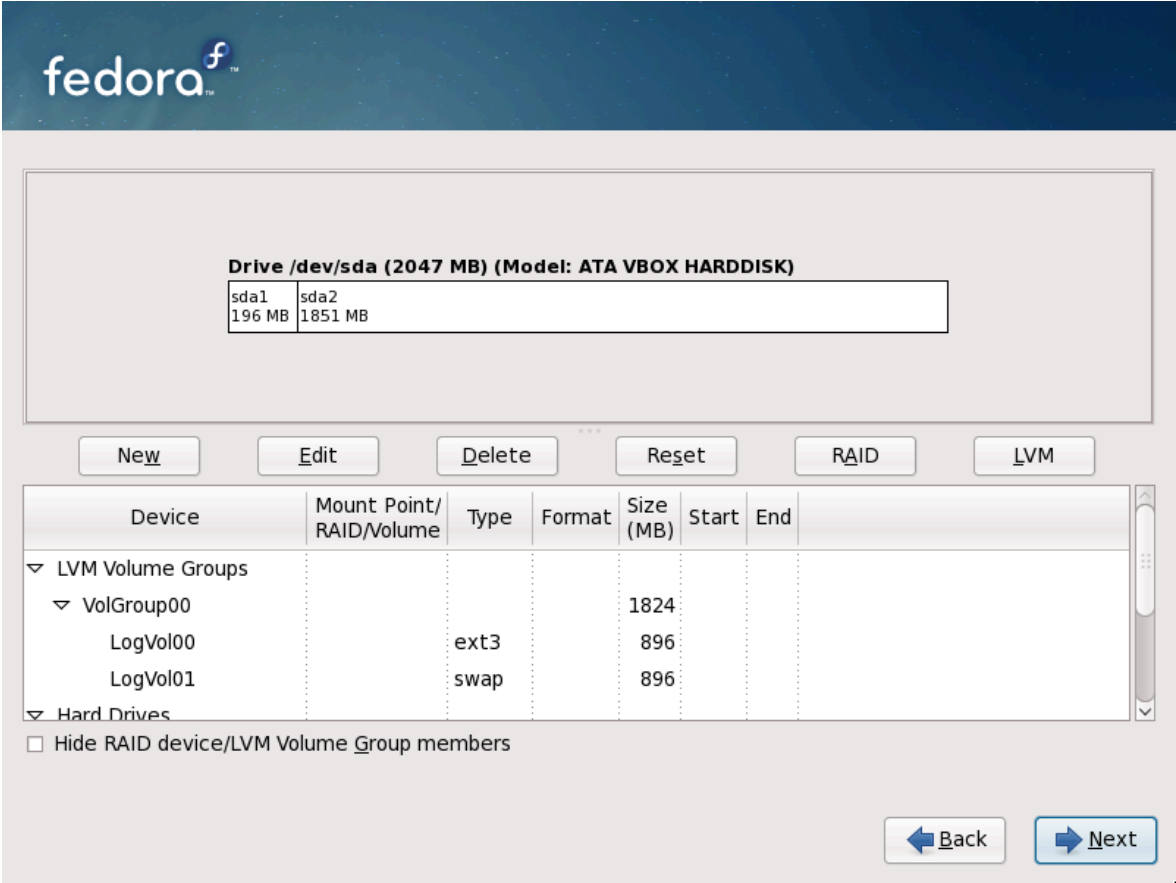 fedora
Drive /dev/sda (2047 MB) (Model: ATA VBOX HARDDISK)
sda1 sda2
196 MB 1851 MB
New Edit Delete Reset RAID LVM
Device Mount Point/ RAID/Volume Type Format Size (MB) Start End
LVM Volume Groups
VolGroup00 1824
LogVol00 ext3 896
LogVol01 swap 896
Hard Drives
Hide RAID device/LVM Volume Group members
Back Next